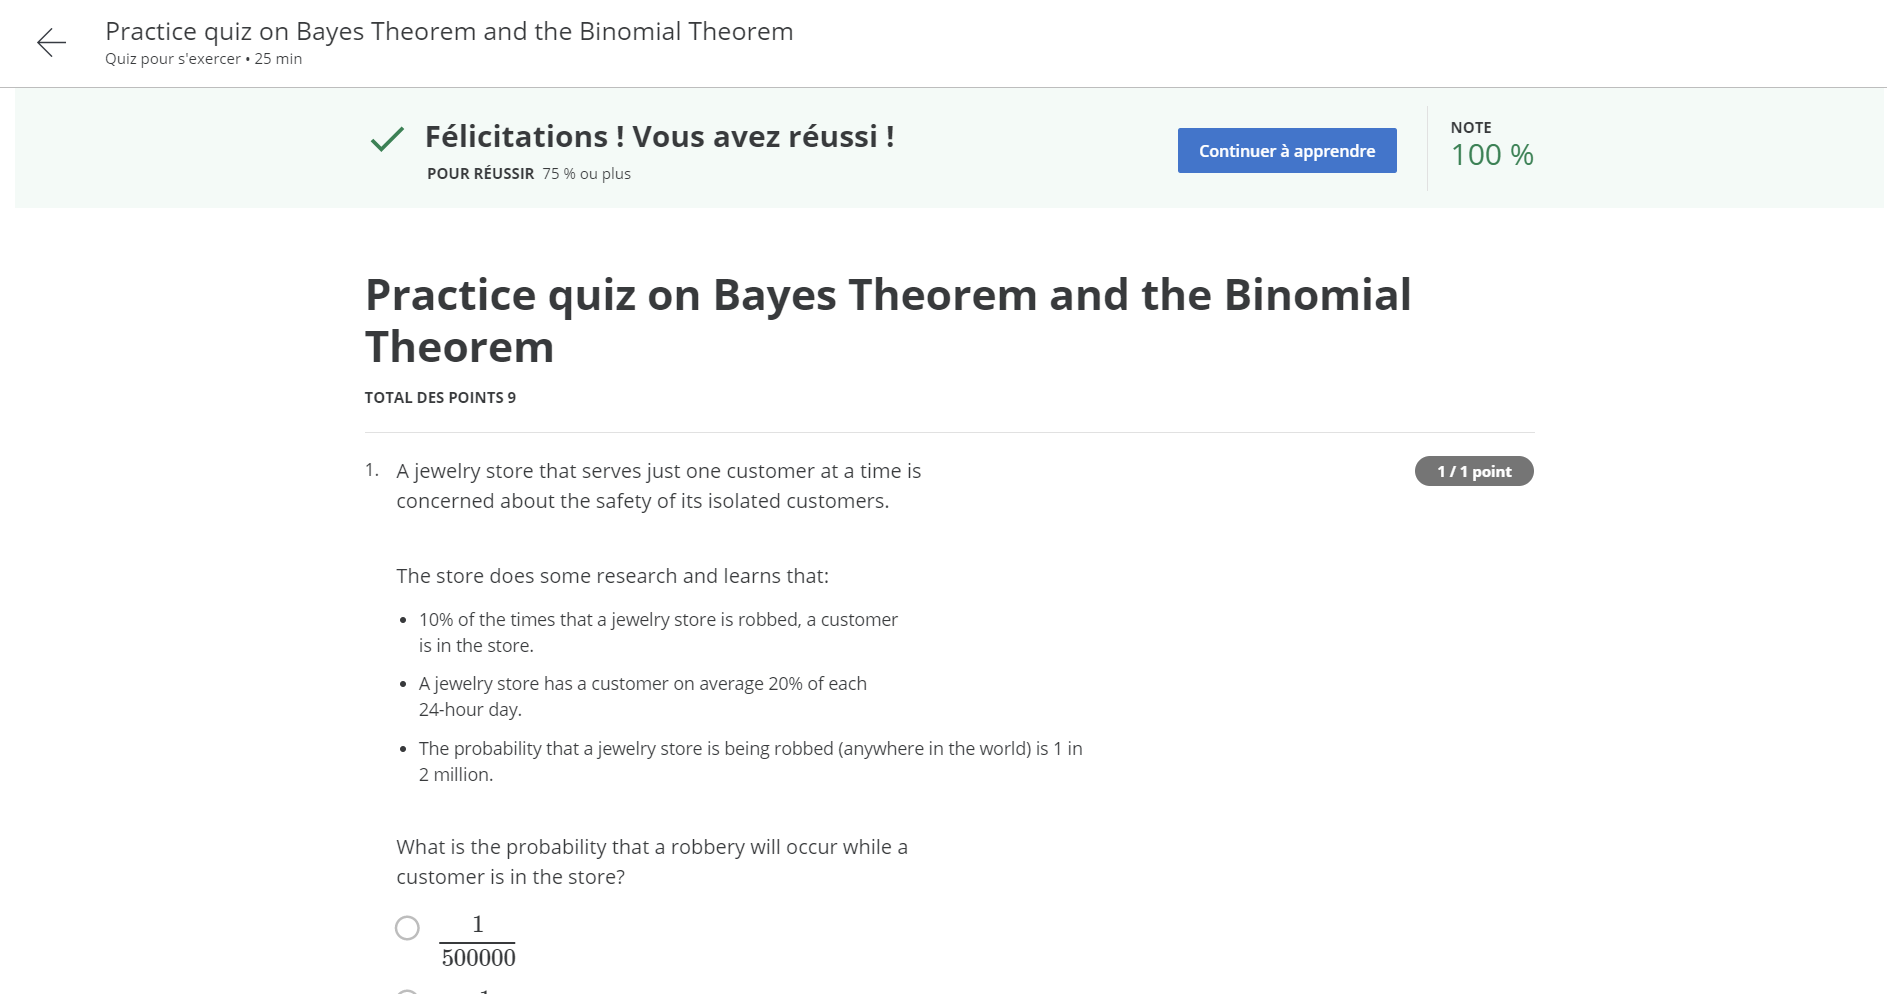 Practice quiz on Bayes Theorem and the Binomial Theorem
Quiz pour s'exercer • 25 min
Félicitations ! Vous avez réussi !
POUR RÉUSSIR 75 % ou plus
Continuer à apprendre
NOTE
100 %
Practice quiz on Bayes Theorem and the Binomial
Theorem
TOTAL DES POINTS 9
1. A jewelry store that serves just one customer at a time is
concerned about the safety of its isolated customers.
1 / 1 point
The store does some research and learns that:
• 10% of the times that a jewelry store is robbed, a customer
is in the store.
• A jewelry store has a customer on average 20% of each
24-hour day.
• The probability that a jewelry store is being robbed (anywhere in the world) is 1 in
2 million.
What is the probability that a robbery will occur while a
customer is in the store?
1
500000